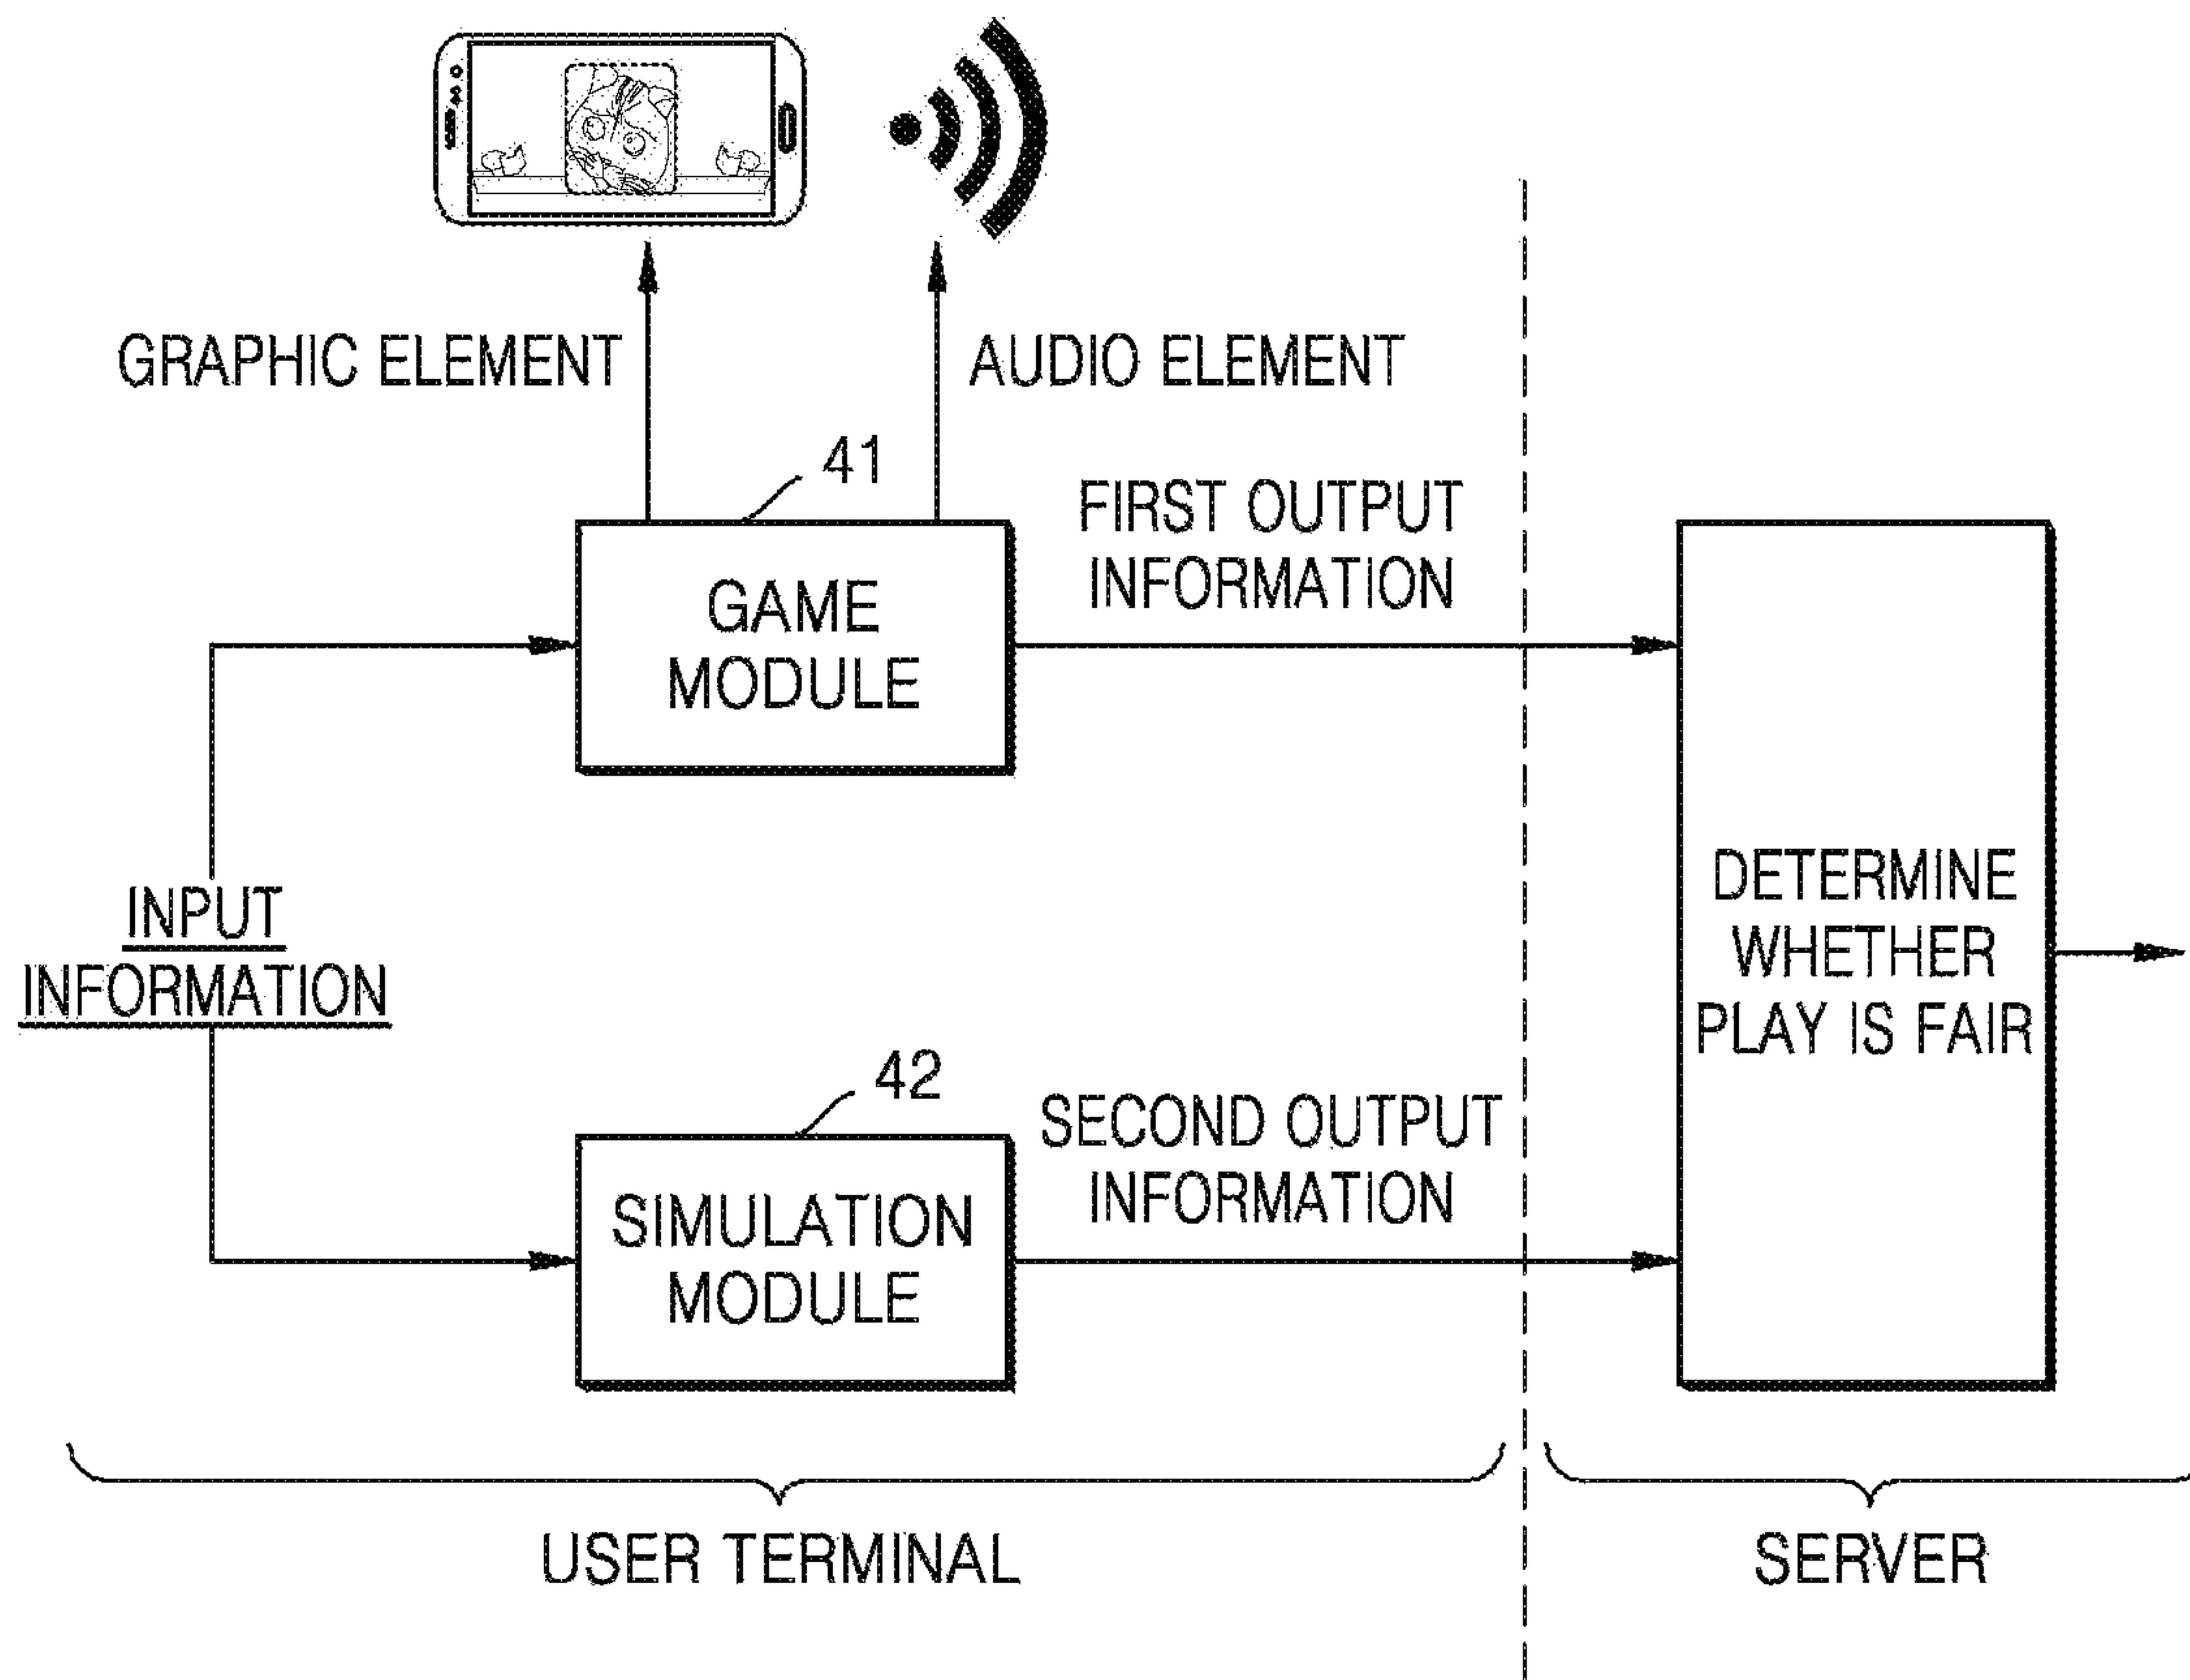 GRAPHIC ELEMENT
AUDIO ELEMENT
41
FIRST OUTPUT
INFORMATION
GAME
MODULE
INPUT
INFORMATION
DETERMINE
WHETHER
PLAY IS FAIR
42
SECOND OUTPUT
INFORMATION
SIMULATION
MODULE
USER TERMINAL
SERVER